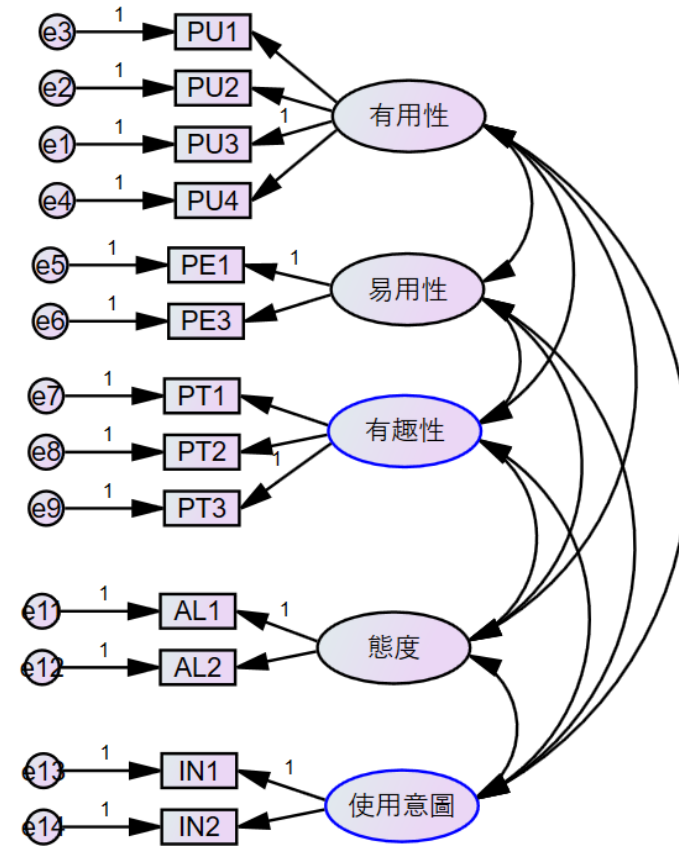 e3 1 PU1
e2 1 PU2
有用性
e1 1 PU3 1
e4 1 PU4
e5 1 PE1 1
易用性
e6 1 PE3
e7 1 PT1
有趣性
e8 1 PT2
1
e9 1 PT3
e11 1 AL1 1
態度
e12 1 AL2
e13 1 IN1 1
使用意圖
e14 1 IN2